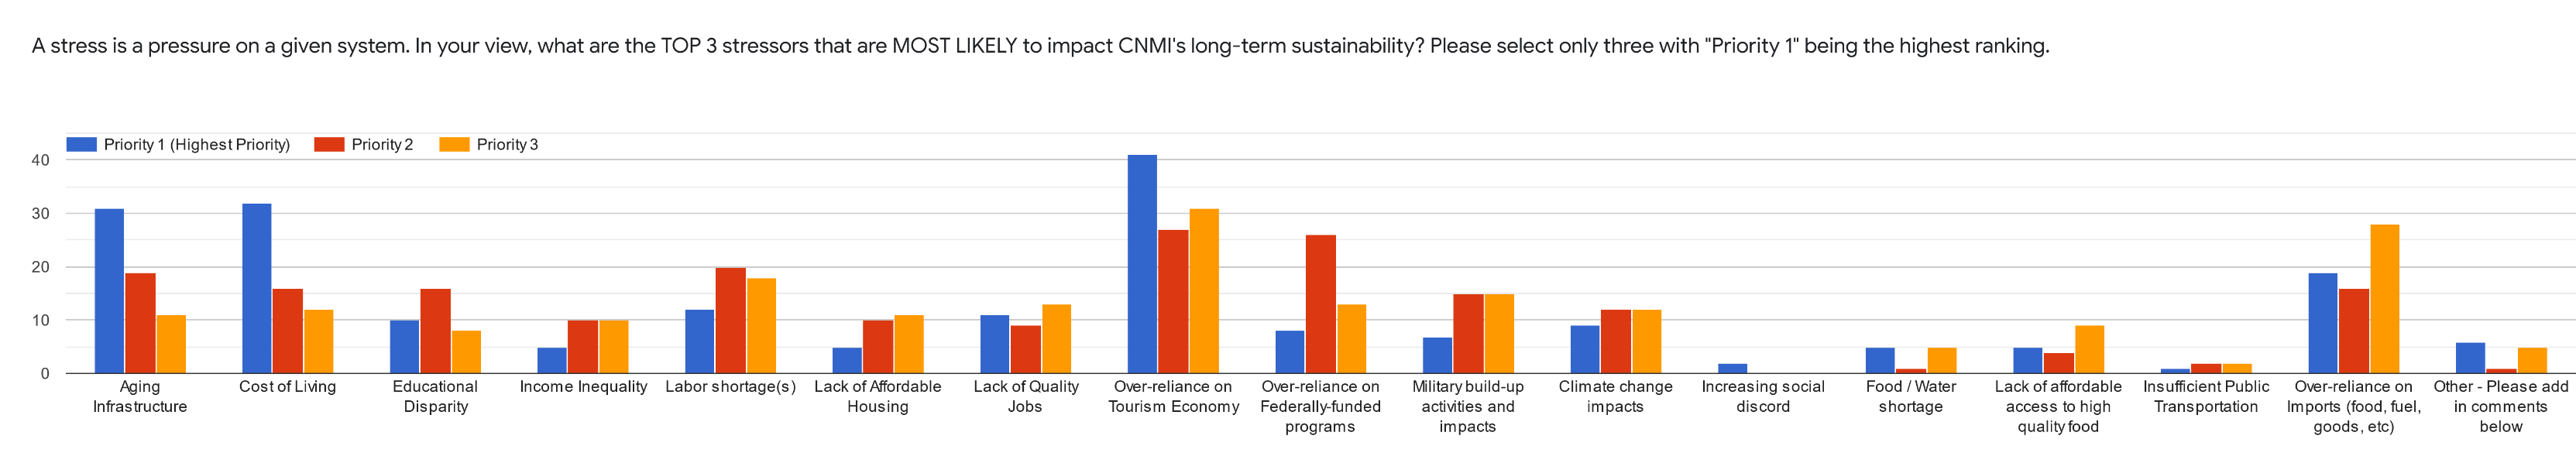 A stress is a pressure on a given system. In your view, what are the TOP 3 stressors that are MOST LIKELY to impact CNMI's long-term sustainability? Please select only three with "Priority 1" being the highest ranking.
Priority 1 (Highest Priority)
Priority 2
Priority 3
40
30
20
10
0
Aging
Infrastructure
Cost of Living
Educational
Disparity
Income Inequality
Labor shortage(s)
Lack of Affordable
Housing
Lack of Quality
Jobs
Over-reliance on
Tourism Economy
Over-reliance on
Federally-funded
programs
Military build-up
activities and
impacts
Climate change
impacts
Increasing social
discord
Food / Water
shortage
Lack of affordable
access to high
quality food
Insufficient Public
Transportation
Over-reliance on
Imports (food, fuel,
goods, etc)
Other - Please add
in comments
below